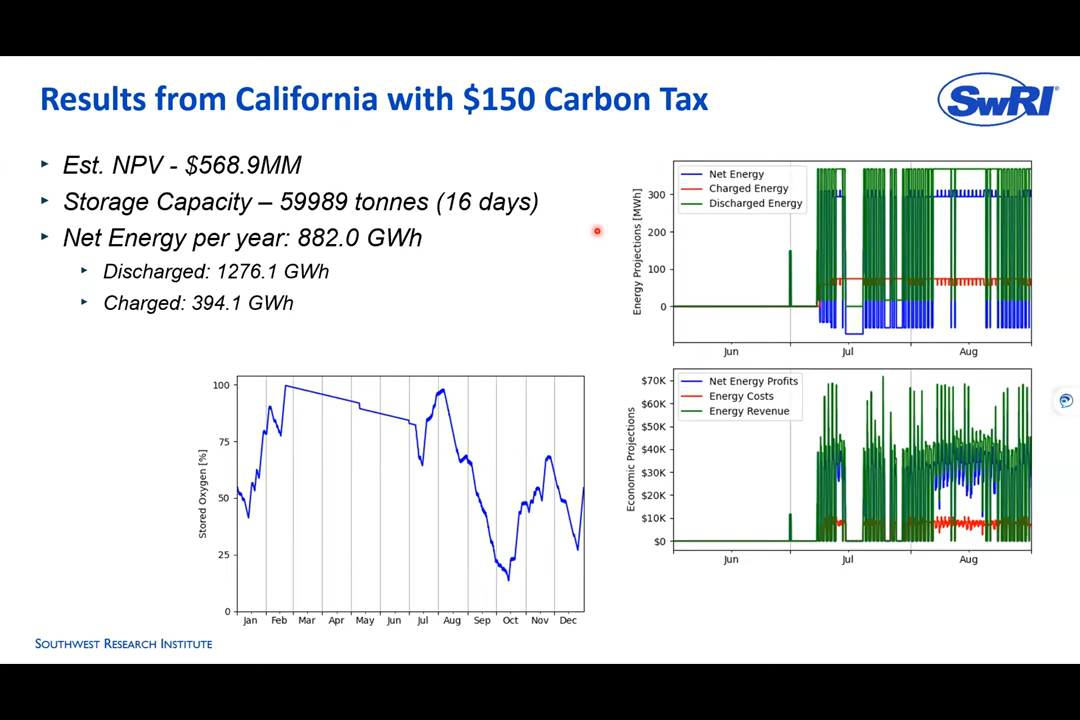 Results from California with $150 Carbon Tax
SwRI®
Est. NPV - $568.9MM
Storage Capacity – 59989 tonnes (16 days)
Net Energy per year: 882.0 GWh
Discharged: 1276.1 GWh
Charged: 394.1 GWh
Energy Projections [MWh]
300
200
100
0
Net Energy
Charged Energy
Discharged Energy
Jun Jul Aug
Economic Projections
$70K
$60K
$50K
$40K
$30K
$20K
$10K
$0
Net Energy Profits
Energy Costs
Energy Revenue
Jun Jul Aug
Stored Oxygen [%]
100
75
50
25
0
Jan Feb Mar Apr May Jun Jul Aug Sep Oct Nov Dec
SOUTHWEST RESEARCH INSTITUTE